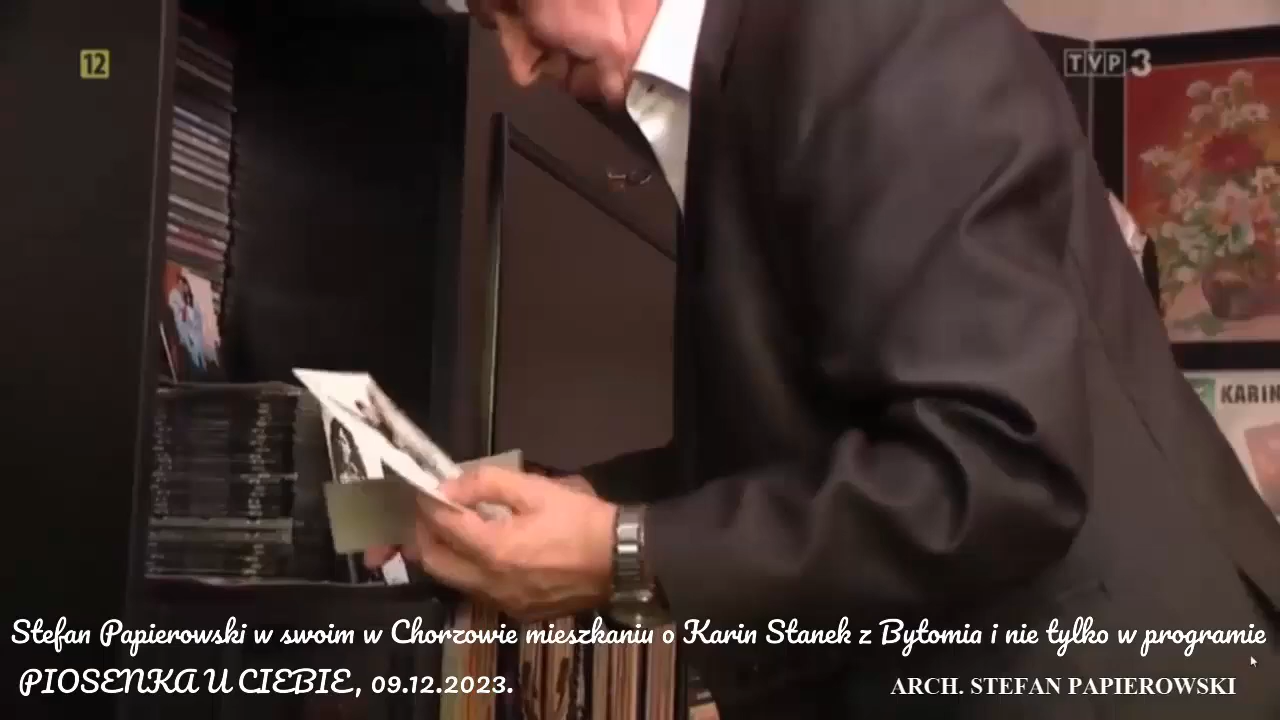 12
TVP3
KARIN
Stefan Papierowski w swoim w Chorzowie mieszkaniu o Karin Stanek z Bytomia i nie tylko w programie
PIOSENKA U CIEBIE, 09.12.2023.
ARCH. STEFAN PAPIEROWSKI